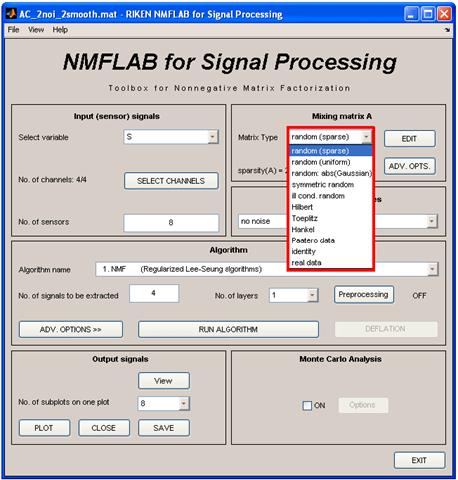 AC_2noi_2smooth.mat - RIKEN NMFLAB for Signal Processing
File View Help
NMFLAB for Signal Processing
Toolbox for Nonnegative Matrix Factorization
Input (sensor) signals
Select variable S
No. of channels: 4/4 SELECT CHANNELS
No. of sensors 8
Mixing matrix A
Matrix Type random (sparse) EDIT
sparsity(A) = 2 ADV. OPTS.
random (sparse)
random (uniform)
random: abs(Gaussian)
symmetric random
ill cond. random
Hilbert
Toeplitz
Hankel
Paatero data
identity
real data
no noise
Algorithm
Algorithm name 1. NMF (Regularized Lee-Seung algorithms)
No. of signals to be extracted 4 No. of layers 1 Preprocessing OFF
ADV. OPTIONS >> RUN ALGORITHM DEFLATION
Output signals
View
No. of subplots on one plot 8
PLOT CLOSE SAVE
Monte Carlo Analysis
ON Options
EXIT